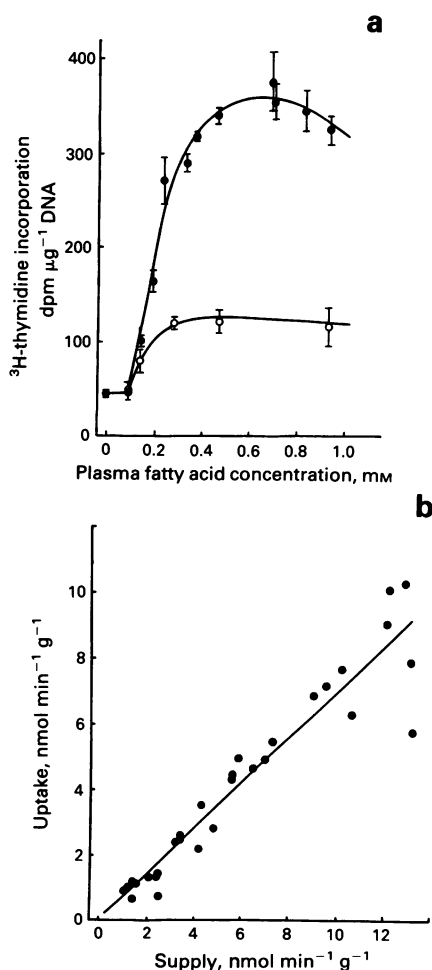 a
400
300
200
100
0
³H-thymidine incorporation
dpm μg⁻¹ DNA
0 0.2 0.4 0.6 0.8 1.0
Plasma fatty acid concentration, mM
b
10
8
6
4
2
0
Uptake, nmol min⁻¹ g⁻¹
0 2 4 6 8 10 12
Supply, nmol min⁻¹ g⁻¹